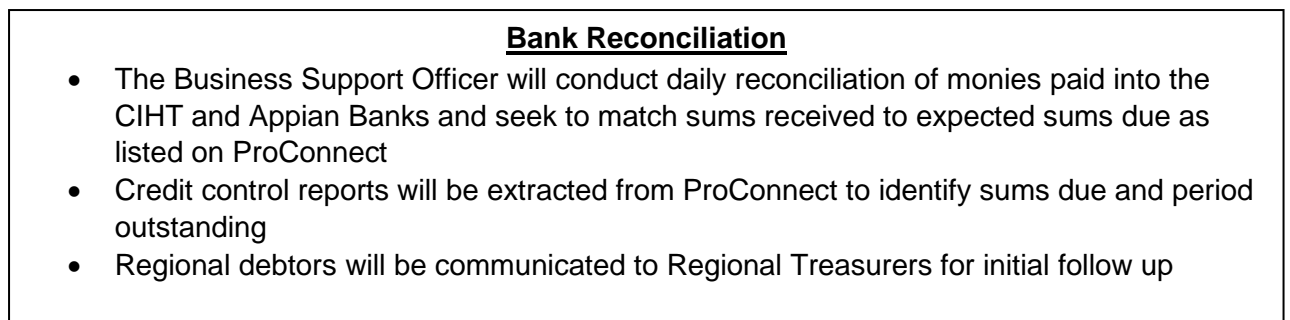 Bank Reconciliation
• The Business Support Officer will conduct daily reconciliation of monies paid into the
CIHT and Appian Banks and seek to match sums received to expected sums due as
listed on ProConnect
• Credit control reports will be extracted from ProConnect to identify sums due and period
outstanding
• Regional debtors will be communicated to Regional Treasurers for initial follow up